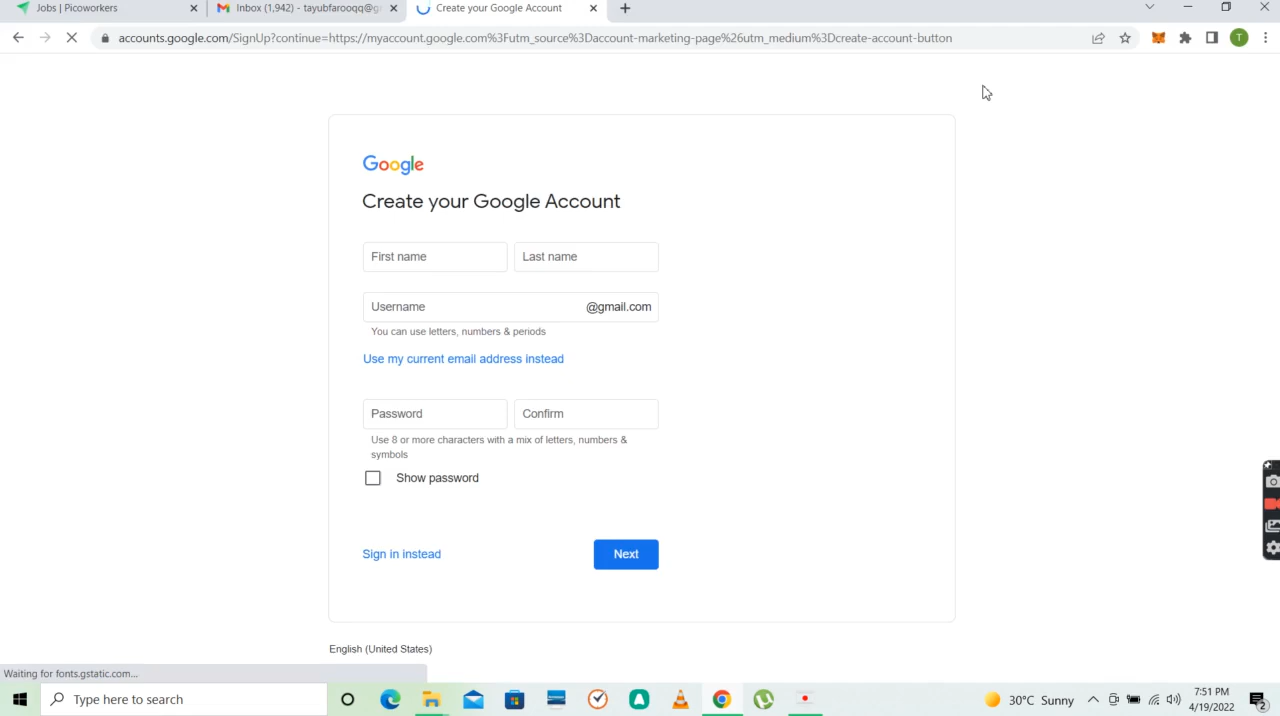 Jobs | Picoworkers
Inbox (1,942) - tayubfarooqq@g
Create your Google Account
accounts.google.com/SignUp?continue=https://myaccount.google.com%3Futm_source%3Daccount-marketing-page%26utm_medium%3Dcreate-account-button
T
Google
Create your Google Account
First name
Last name
Username
@gmail.com
You can use letters, numbers & periods
Use my current email address instead
Password
Confirm
Use 8 or more characters with a mix of letters, numbers &
symbols
Show password
Sign in instead
Next
English (United States)
Waiting for fonts.gstatic.com...
Type here to search
30°C Sunny
7:51 PM
4/19/2022
2